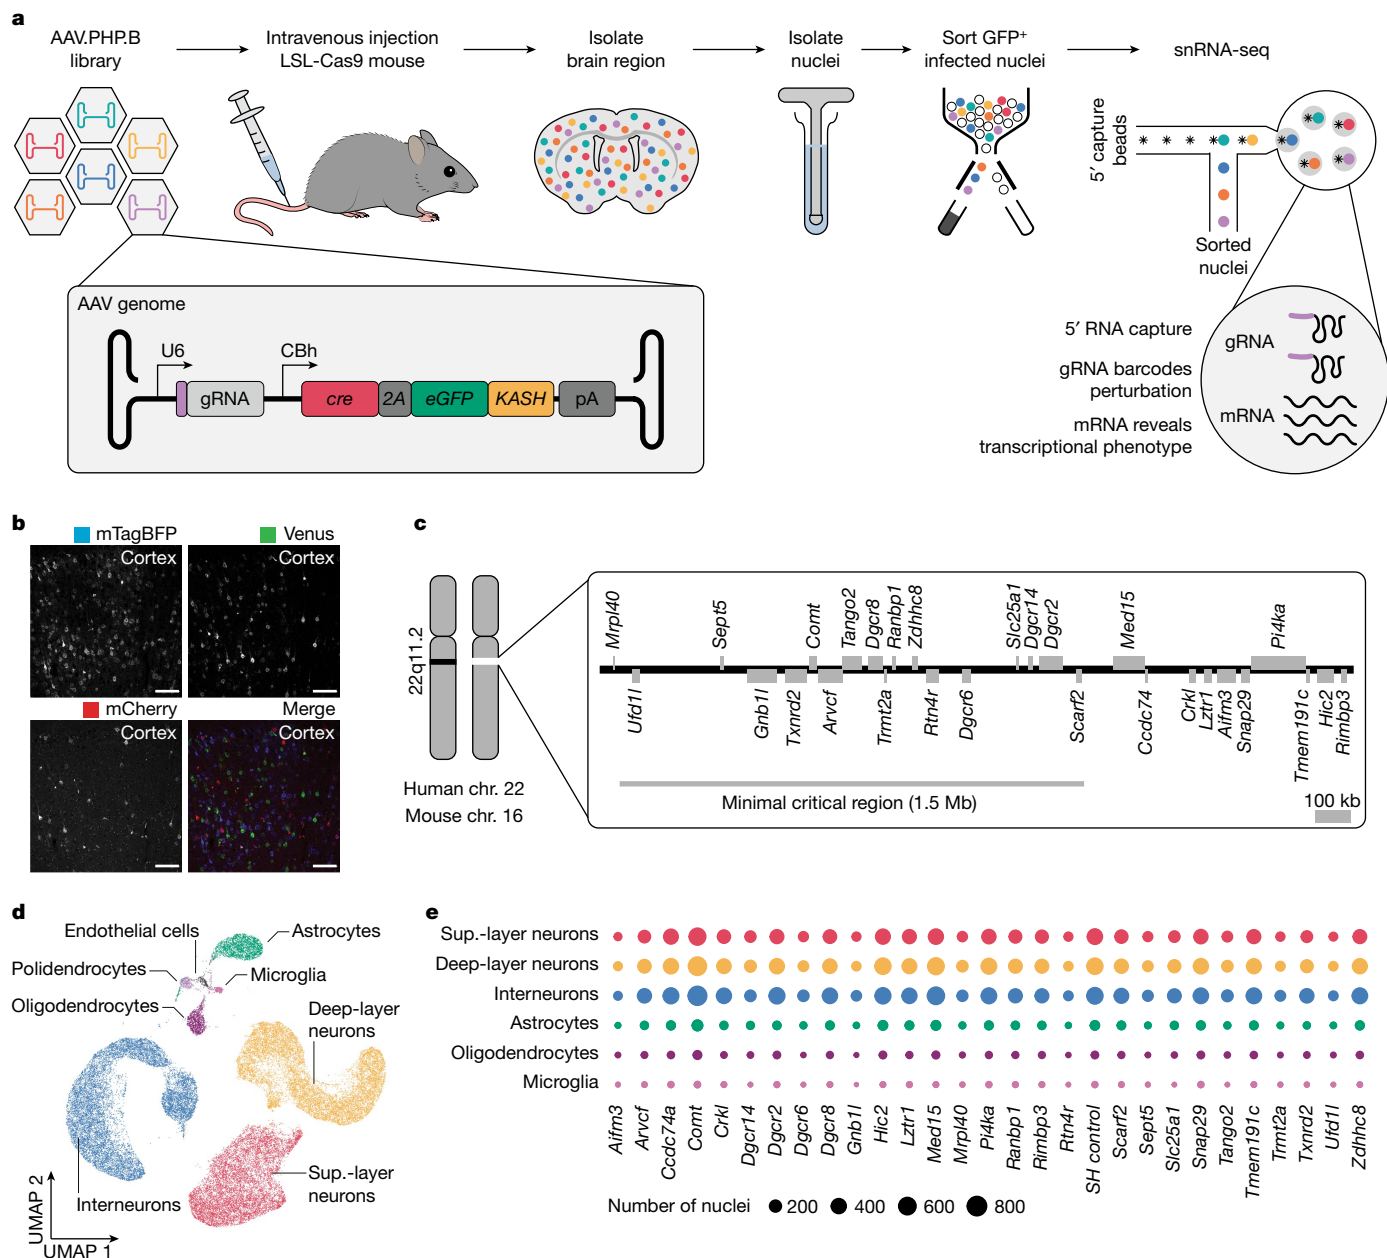 a
AAV.PHP.B
library
Intravenous injection
LSL-Cas9 mouse
Isolate
brain region
Isolate
nuclei
Sort GFP+
infected nuclei
snRNA-seq
5′ capture
beads
Sorted
nuclei
AAV genome
U6
CBh
gRNA
cre
2A
eGFP
KASH
pA
5′ RNA capture
gRNA barcodes
perturbation
mRNA reveals
transcriptional phenotype
gRNA
mRNA
b
mTagBFP
Cortex
Venus
Cortex
mCherry
Cortex
Merge
Cortex
c
22q11.2
Human chr. 22
Mouse chr. 16
Mrpl40
Sept5
Comt
Tango2
Dgcr8
Ranbp1
Zdhhc8
Slc25a1
Dgcr14
Dgcr2
Med15
Pi4ka
Ufd1l
Gnb1l
Txnrd2
Arvcf
Trmt2a
Rtn4r
Dgcr6
Scarf2
Ccdc74
Crkl
Lztr1
Aifm3
Snap29
Tmem191c
Hic2
Rimbp3
Minimal critical region (1.5 Mb)
100 kb
d
Endothelial cells
Astrocytes
Polidendrocytes
Microglia
Oligodendrocytes
Deep-layer
neurons
Sup.-layer
neurons
Interneurons
UMAP 2
UMAP 1
e
Sup.-layer neurons
Deep-layer neurons
Interneurons
Astrocytes
Oligodendrocytes
Microglia
Aifm3
Arvcf
Ccdc74a
Comt
Crkl
Dgcr14
Dgcr2
Dgcr6
Dgcr8
Gnb1l
Hic2
Lztr1
Med15
Mrpl40
Pi4ka
Ranbp1
Rimbp3
Rtn4r
SH control
Scarf2
Sept5
Slc25a1
Snap29
Tango2
Tmem191c
Trmt2a
Txnrd2
Ufd1l
Zdhhc8
Number of nuclei
200
400
600
800